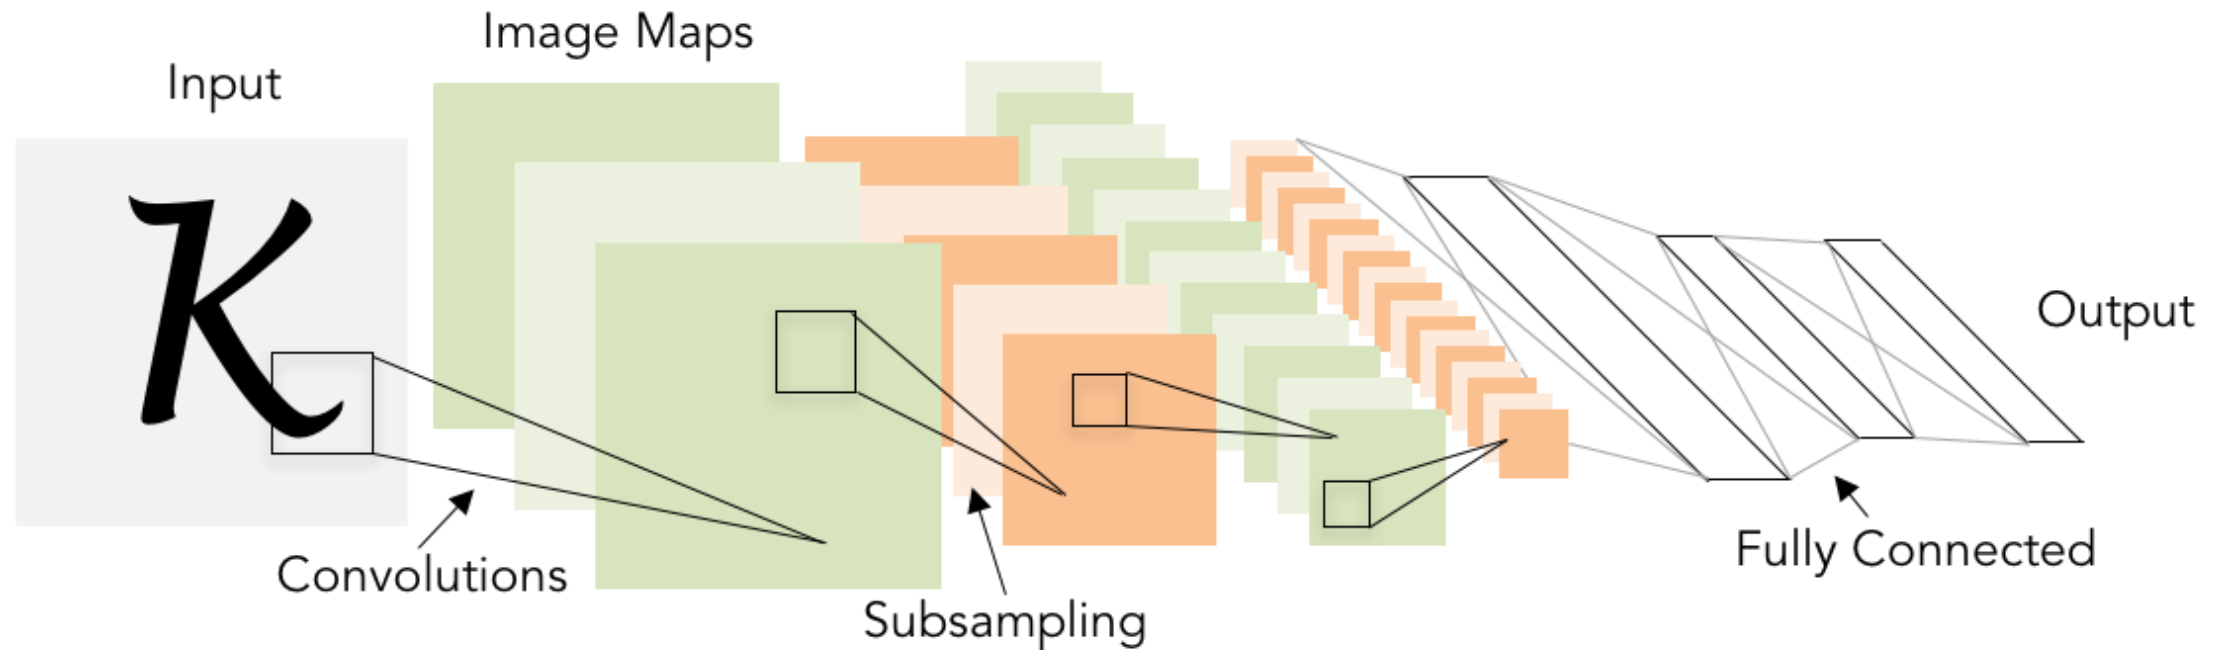 Image Maps
Input
K
Output
Convolutions
Fully Connected
Subsampling